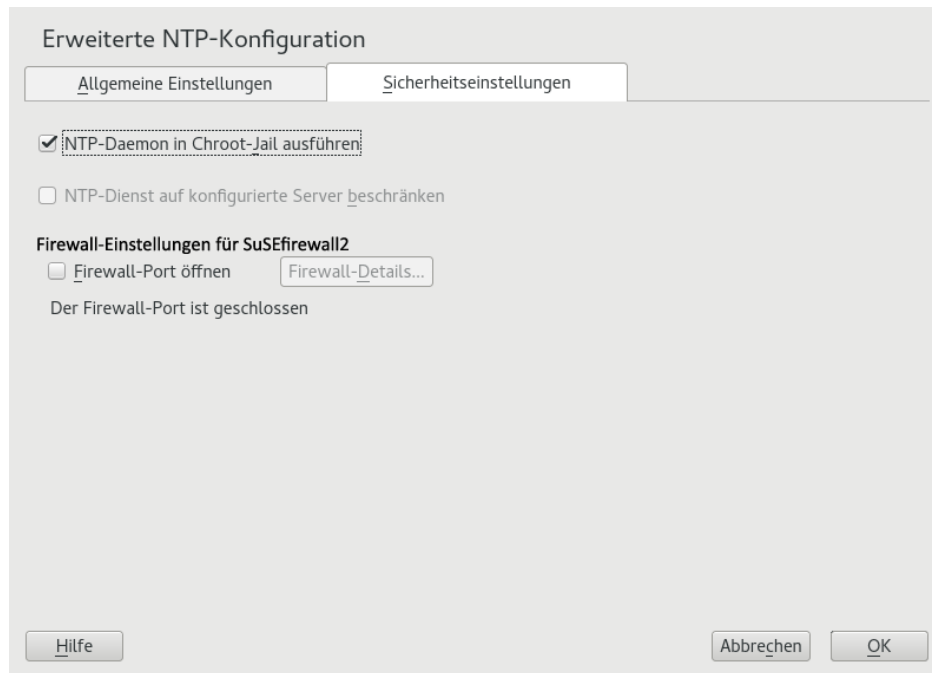 Erweiterte NTP-Konfiguration
Allgemeine Einstellungen
Sicherheitseinstellungen
NTP-Daemon in Chroot-Jail ausführen
NTP-Dienst auf konfigurierte Server beschränken
Firewall-Einstellungen für SuSEfirewall2
Firewall-Port öffnen
Firewall-Details...
Der Firewall-Port ist geschlossen
Hilfe
Abbrechen
OK